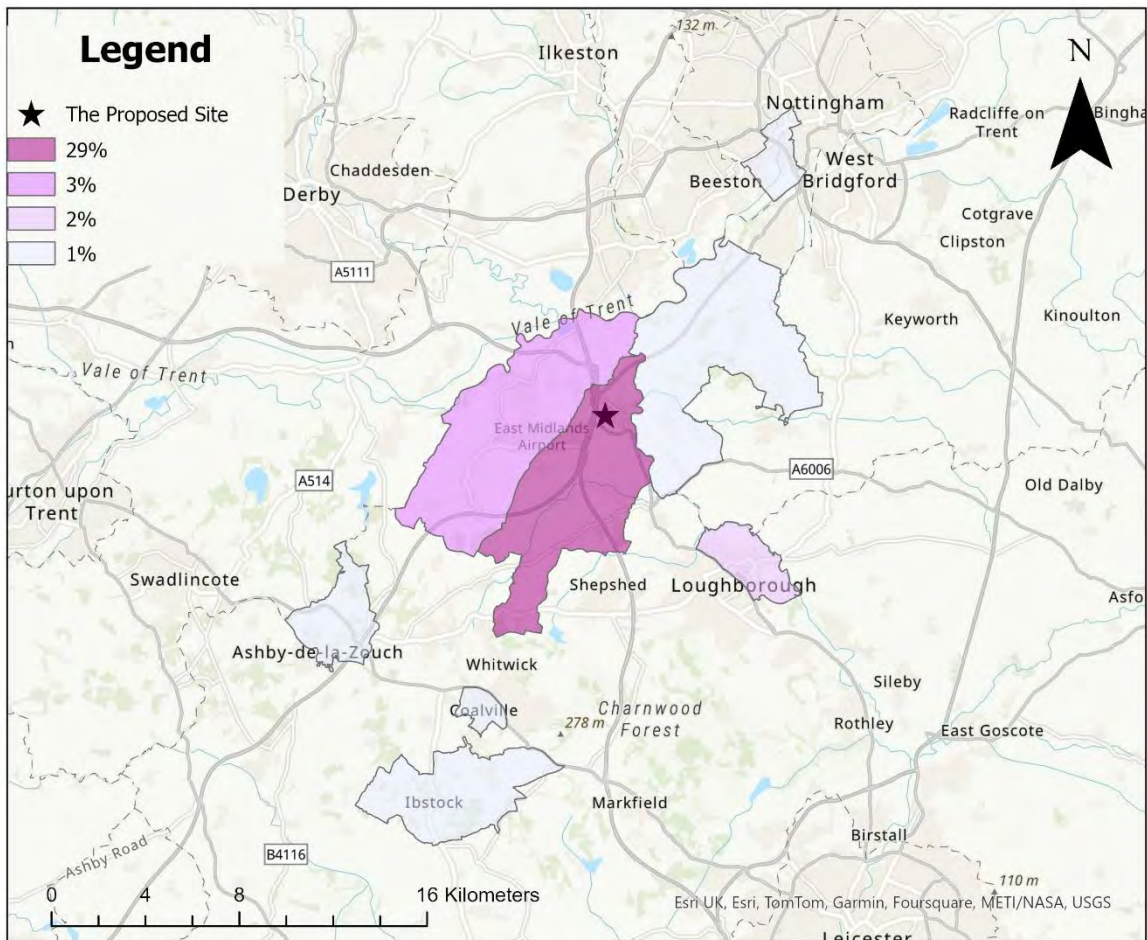 Legend
The Proposed Site
29%
3%
2%
1%
N
132 m
Ilkeston
Nottingham
Radcliffe on
Trent
Bingha
Chaddesden
Derby
Beeston
West
Bridgford
Cotgrave
Clipston
A5111
Vale of Trent
Keyworth
Kinoulton
Vale of Trent
East Midlands
Airport
A514
A6006
Old Dalby
urton upon
Trent
Swadlincote
Shepshed
Loughborough
Asfo
Ashby-de-la-Zouch
Whitwick
Sileby
Coalville
278 m
Charnwood
Forest
Rothley
East Goscote
Ibstock
Markfield
Birstall
Ashby Road
B4116
110 m
0 4 8 16 Kilometers
Esri UK, Esri, TomTom, Garmin, Foursquare, METI/NASA, USGS
Leicester